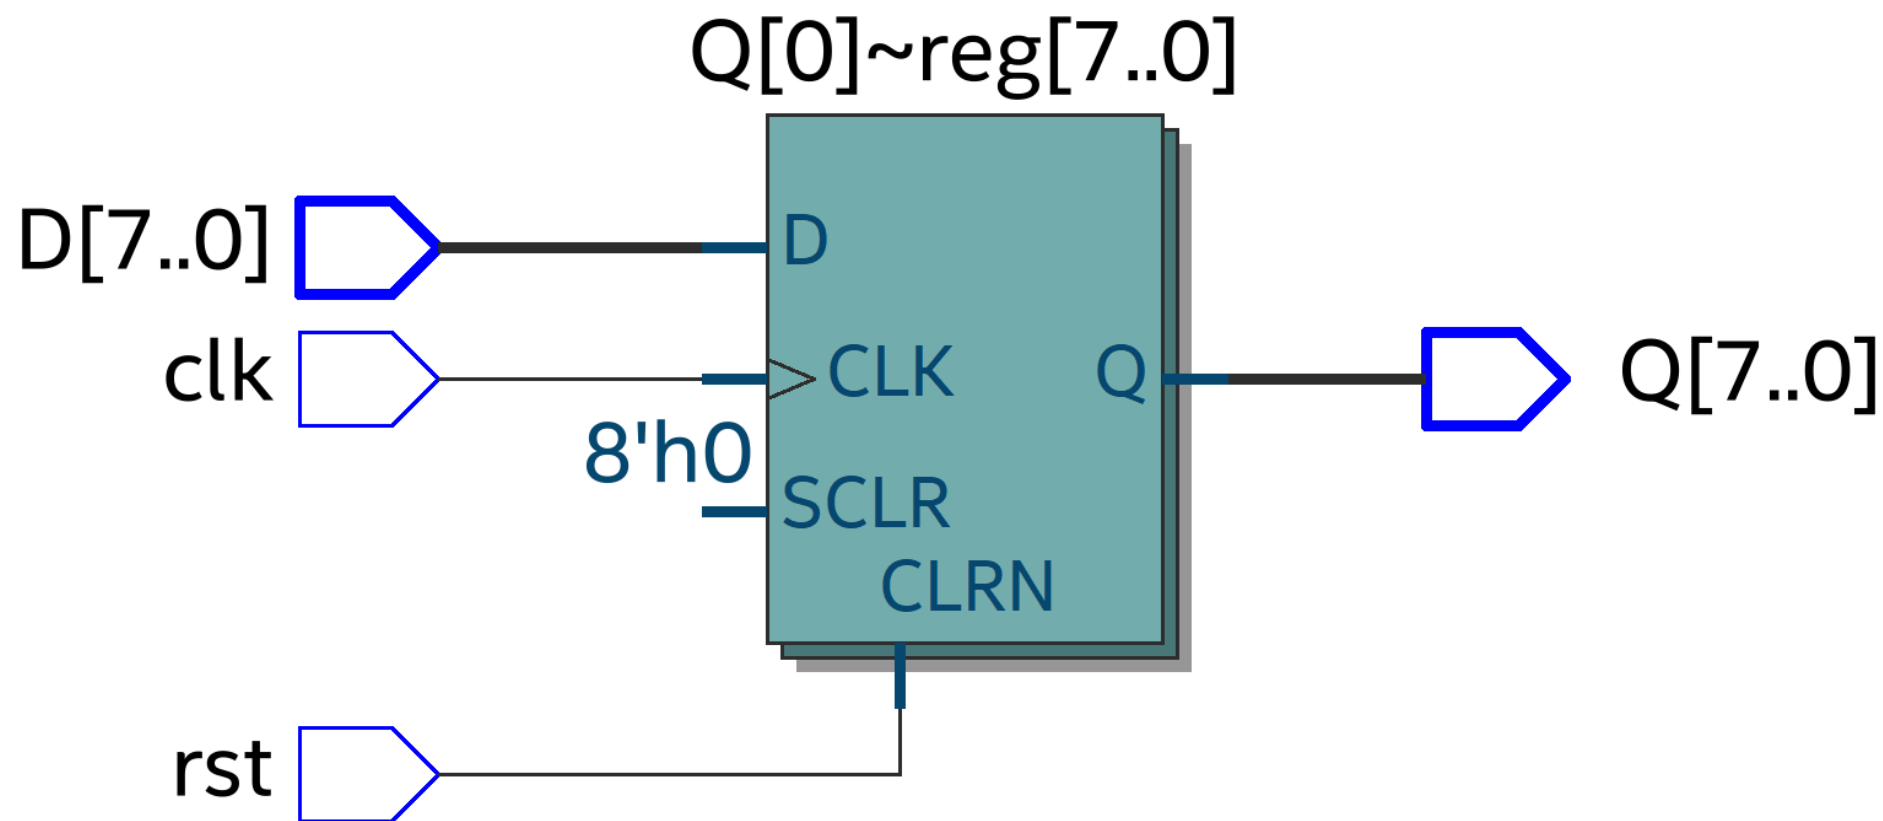 Q[0]~reg[7..0]
D[7..0]
D
clk
CLK
Q
Q[7..0]
8'h0
SCLR
CLRN
rst